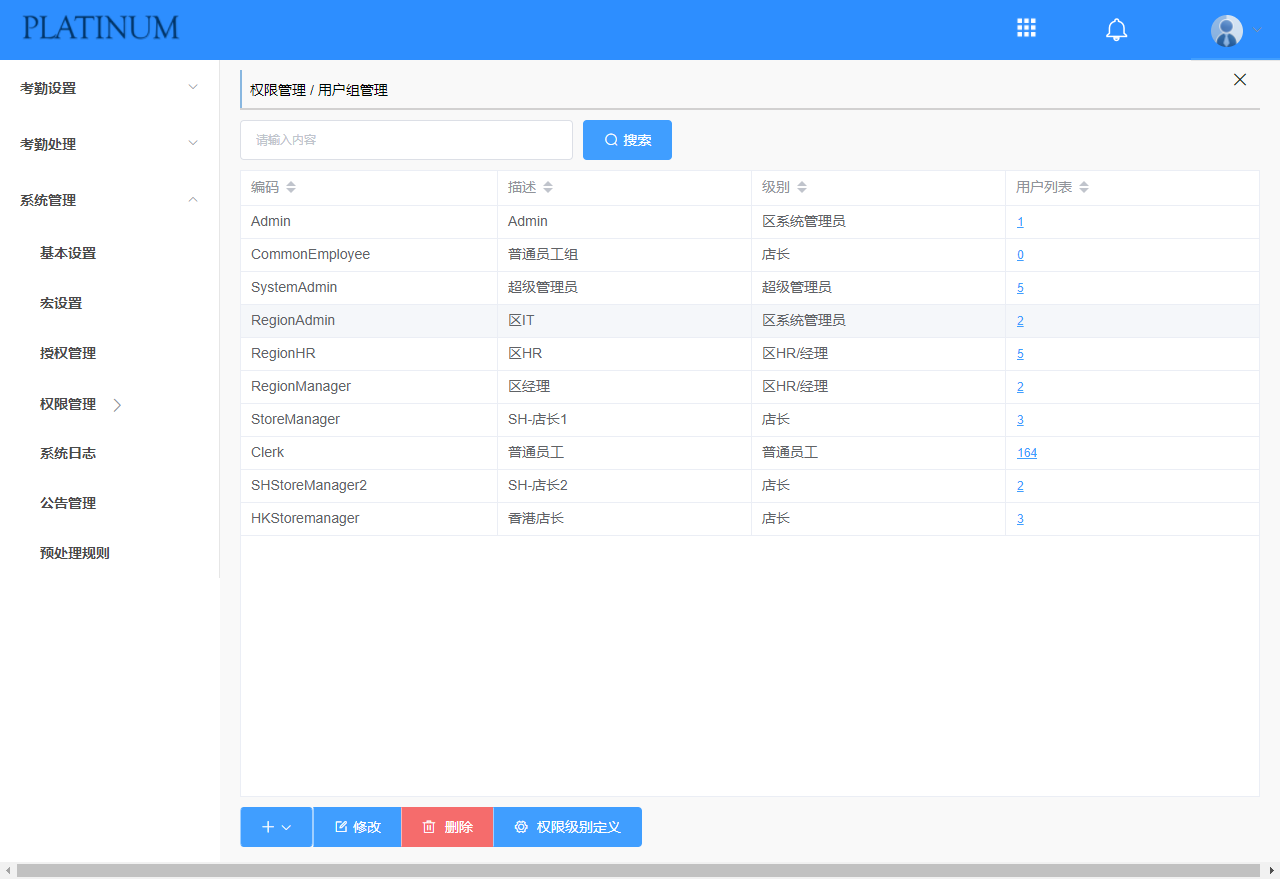 PLATINUM
考勤设置
考勤处理
系统管理
基本设置
宏设置
授权管理
权限管理
系统日志
公告管理
预处理规则
权限管理 / 用户组管理
请输入内容
搜索
编码 描述 级别 用户列表
Admin Admin 区系统管理员 1
CommonEmployee 普通员工组 店长 0
SystemAdmin 超级管理员 超级管理员 5
RegionAdmin 区IT 区系统管理员 2
RegionHR 区HR 区HR/经理 5
RegionManager 区经理 区HR/经理 2
StoreManager SH-店长1 店长 3
Clerk 普通员工 普通员工 164
SHStoreManager2 SH-店长2 店长 2
HKStoremanager 香港店长 店长 3
修改 删除 权限级别定义